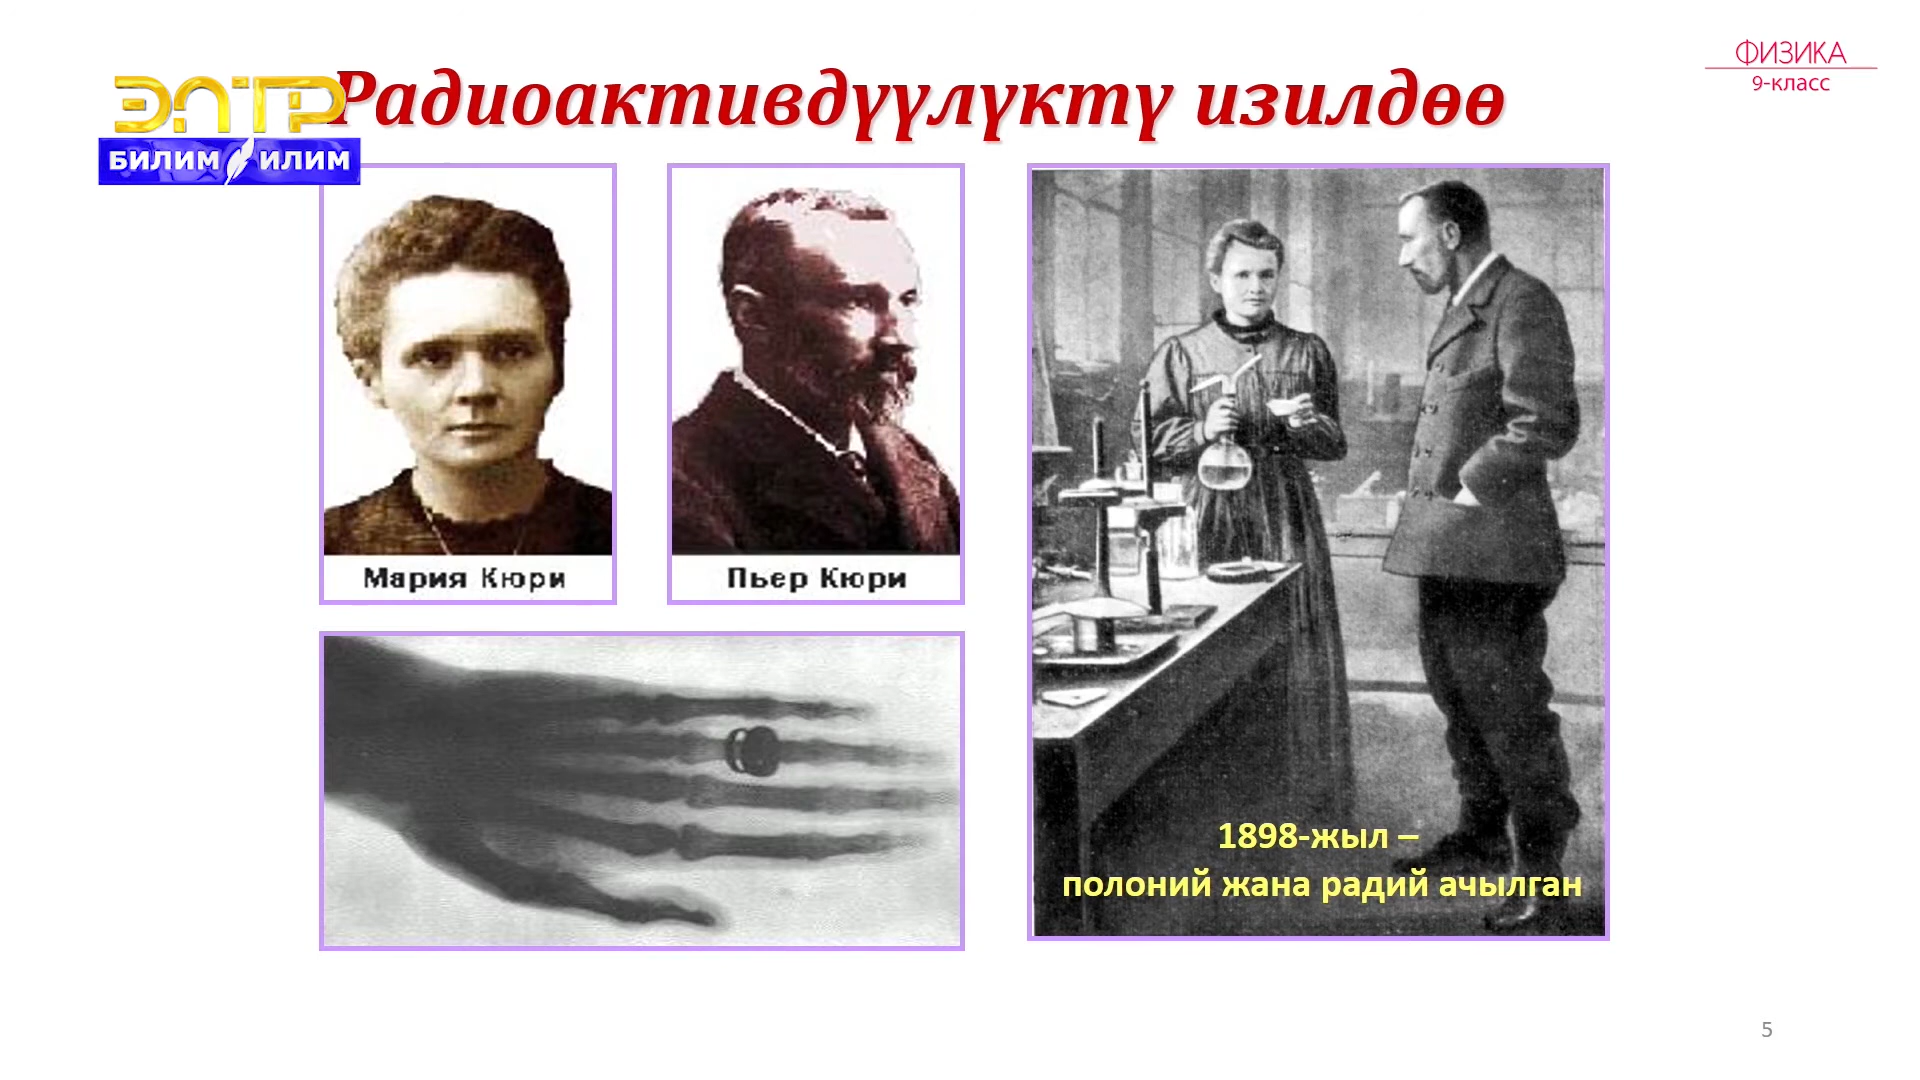 ФИЗИКА
9-класс
Радиоактивдүүлүктү изилдөө
ЭЛТР
БИЛИМ ИЛИМ
Мария Кюри
Пьер Кюри
1898-жыл –
полоний жана радий ачылган
5